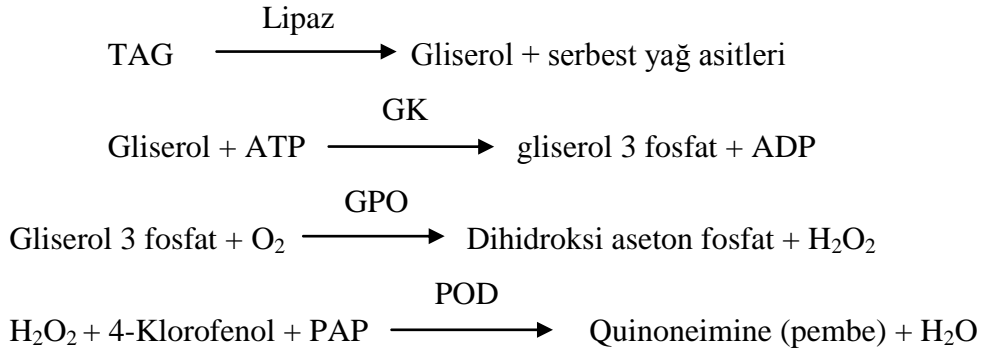 Lipaz
TAG → Gliserol + serbest yağ asitleri
GK
Gliserol + ATP → gliserol 3 fosfat + ADP
GPO
Gliserol 3 fosfat + O₂ → Dihidroksi aseton fosfat + H₂O₂
POD
H₂O₂ + 4-Klorofenol + PAP → Quinoneimine (pembe) + H₂O